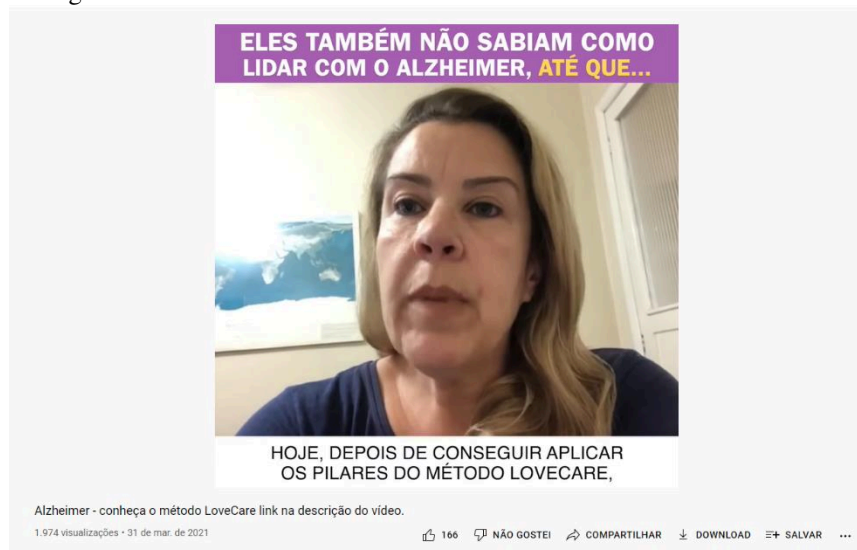 ELES TAMBÉM NÃO SABIAM COMO
LIDAR COM O ALZHEIMER, ATÉ QUE...
HOJE, DEPOIS DE CONSEGUIR APLICAR
OS PILARES DO MÉTODO LOVECARE,
Alzheimer - conheça o método LoveCare link na descrição do vídeo.
1.974 visualizações • 31 de mar. de 2021 166 NÃO GOSTEI COMPARTILHAR DOWNLOAD SALVAR ...